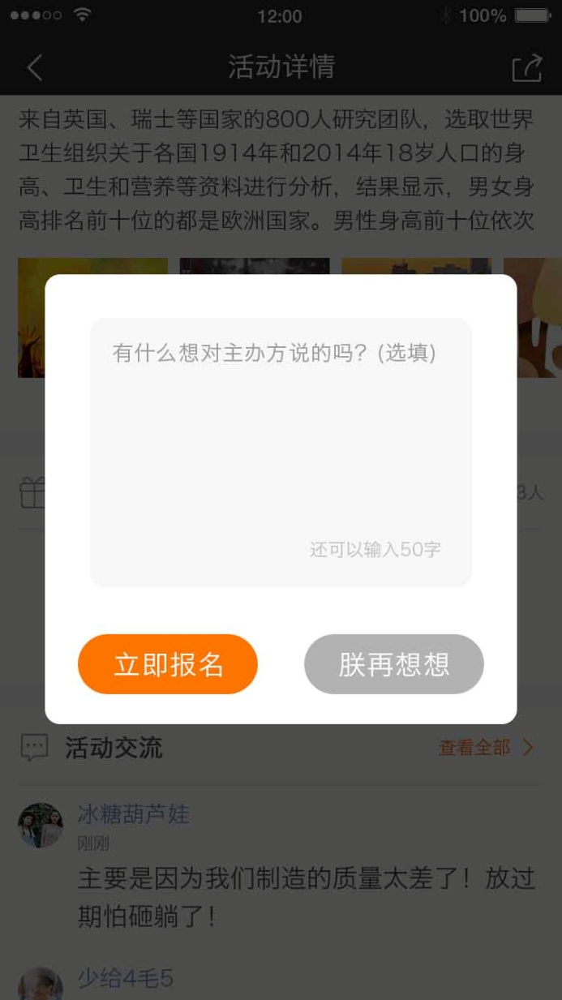 12:00
100%
活动详情
来自英国、瑞士等国家的800人研究团队，选取世界
卫生组织关于各国1914年和2014年18岁人口的身
高、卫生和营养等资料进行分析，结果显示，男女身
高排名前十位的都是欧洲国家。男性身高前十位依次
有什么想对主办方说的吗？(选填)
3人
还可以输入50字
立即报名
朕再想想
活动交流
查看全部
冰糖葫芦娃
刚刚
主要是因为我们制造的质量太差了！放过
期怕砸躺了！
少给4毛5